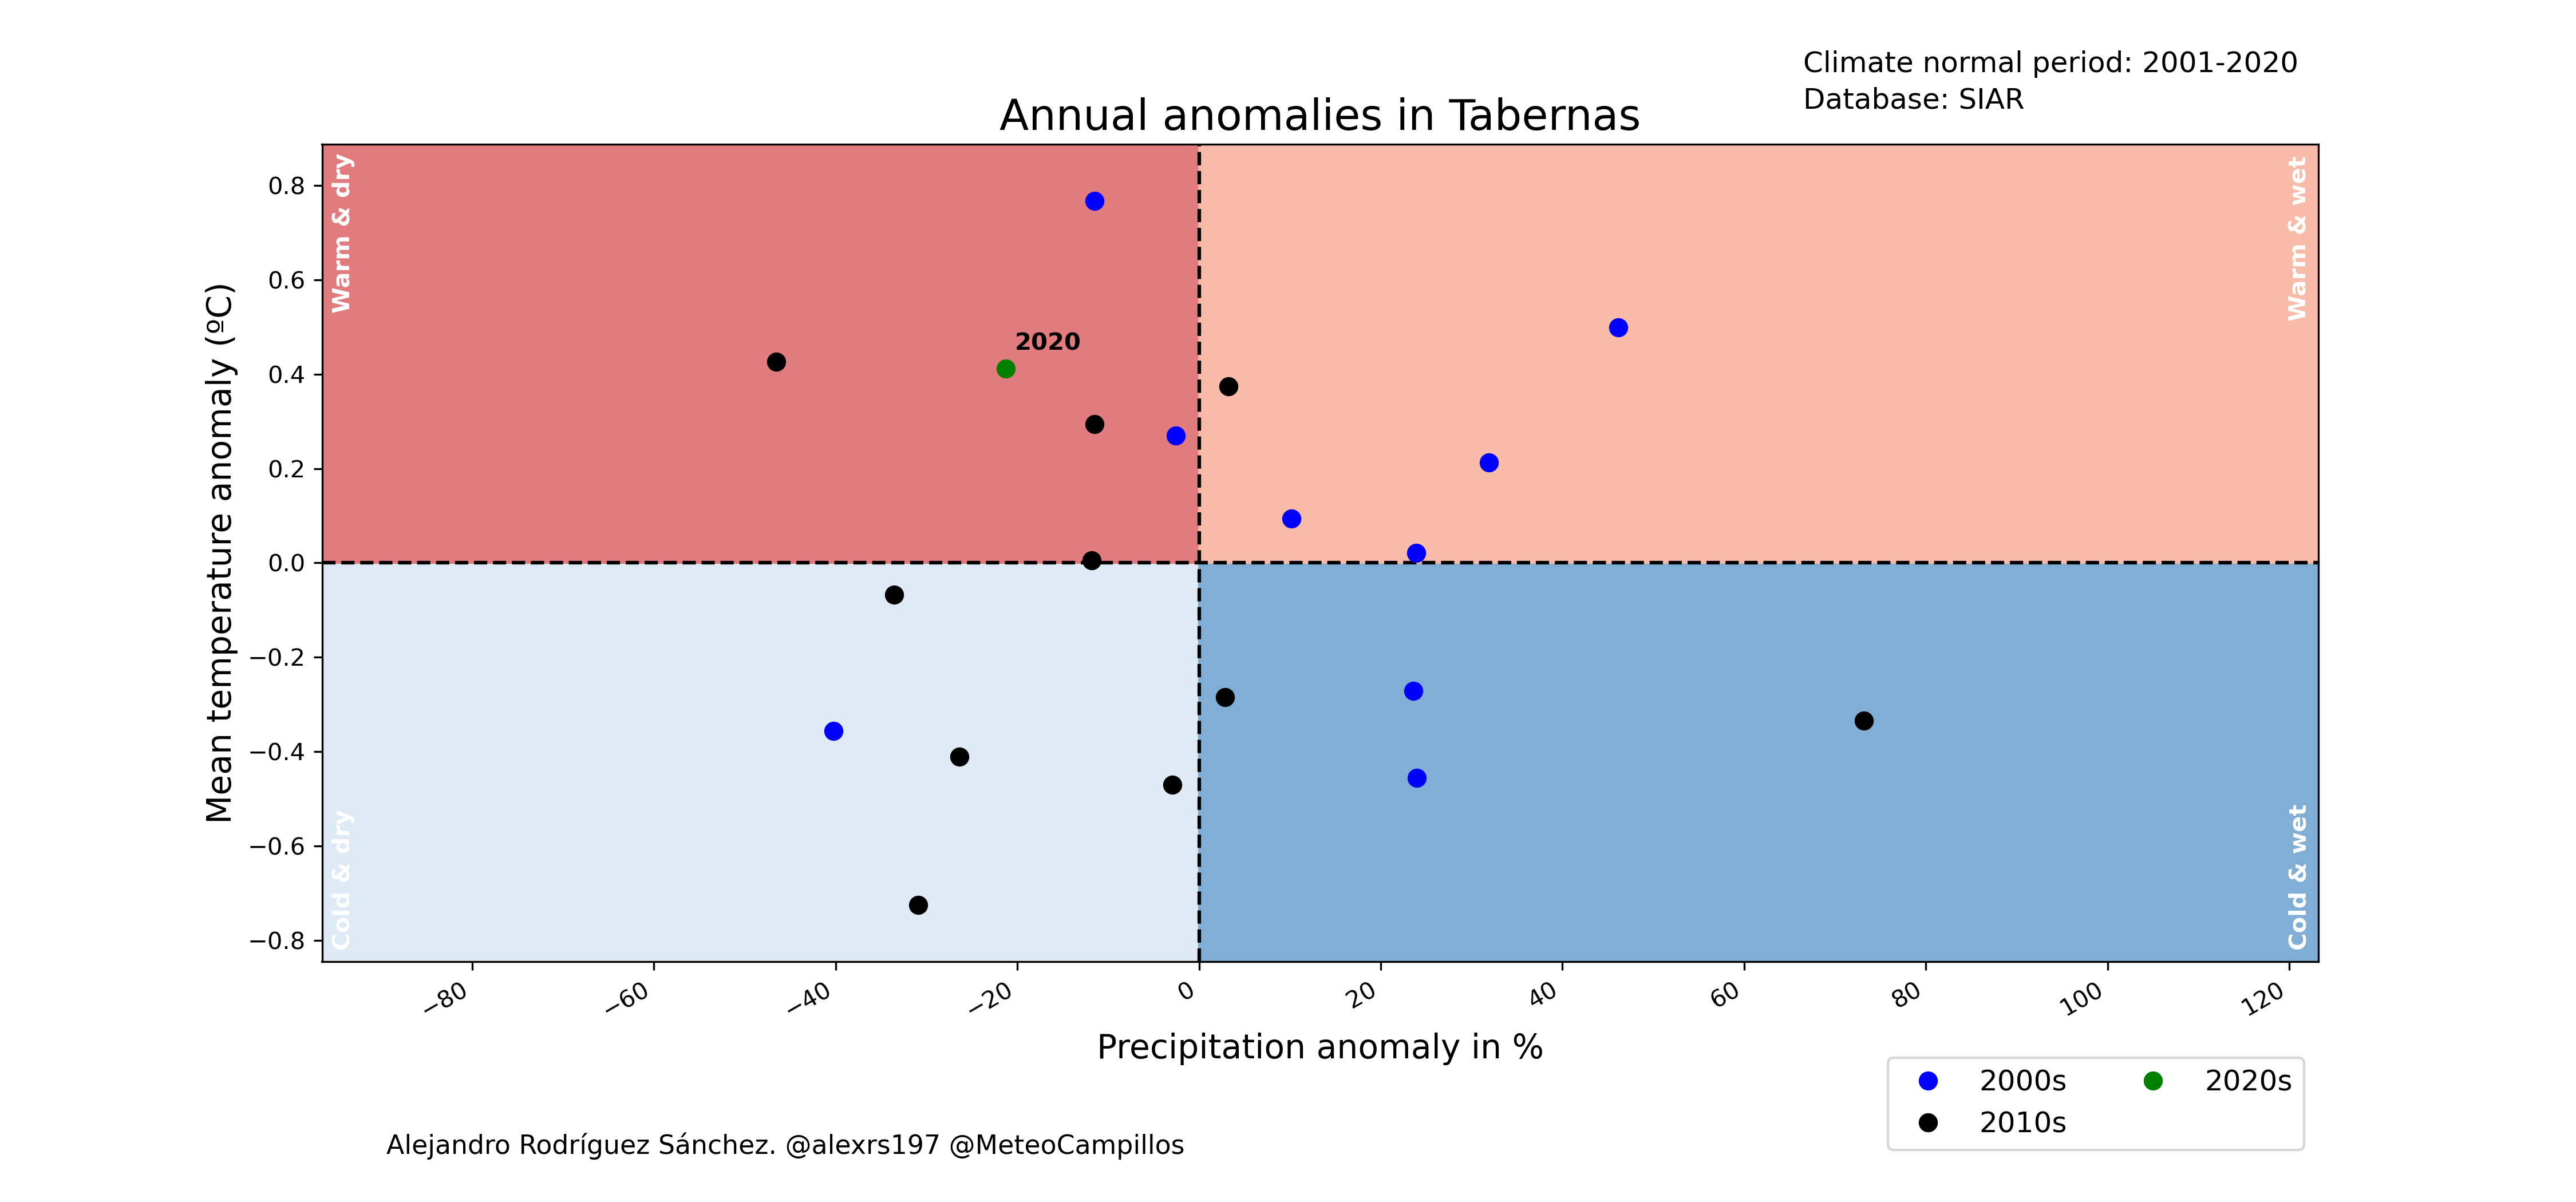 Climate normal period: 2001-2020
Database: SIAR
Annual anomalies in Tabernas
Warm & dry
Warm & wet
Cold & dry
Cold & wet
2020
Mean temperature anomaly (ºC)
0.8
0.6
0.4
0.2
0.0
−0.2
−0.4
−0.6
−0.8
−80
−60
−40
−20
0
20
40
60
80
100
120
Precipitation anomaly in %
2000s
2010s
2020s
Alejandro Rodríguez Sánchez. @alexrs197 @MeteoCampillos